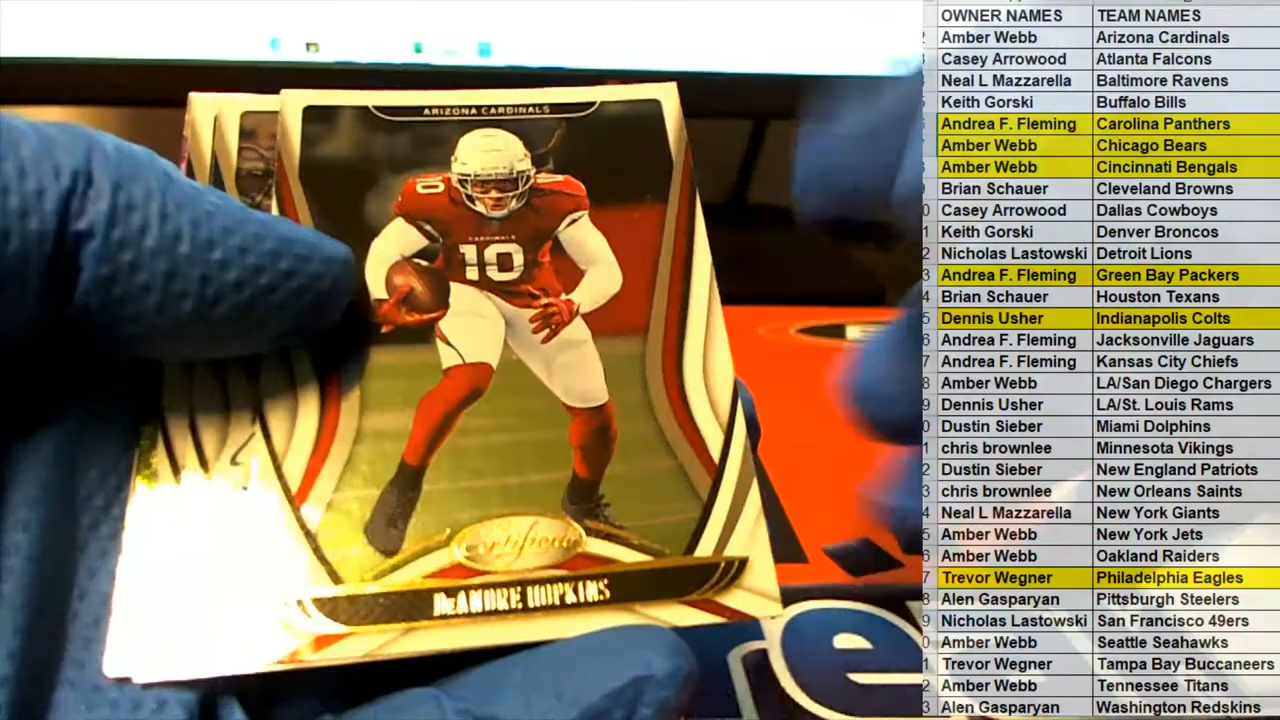 ARIZONA CARDINALS
10
CARDINALS
10
certified
DeANDRE HOPKINS
re
OWNER NAMES TEAM NAMES
Amber Webb Arizona Cardinals
Casey Arrowood Atlanta Falcons
Neal L Mazzarella Baltimore Ravens
Keith Gorski Buffalo Bills
Andrea F. Fleming Carolina Panthers
Amber Webb Chicago Bears
Amber Webb Cincinnati Bengals
Brian Schauer Cleveland Browns
Casey Arrowood Dallas Cowboys
Keith Gorski Denver Broncos
Nicholas Lastowski Detroit Lions
Andrea F. Fleming Green Bay Packers
Brian Schauer Houston Texans
Dennis Usher Indianapolis Colts
Andrea F. Fleming Jacksonville Jaguars
Andrea F. Fleming Kansas City Chiefs
Amber Webb LA/San Diego Chargers
Dennis Usher LA/St. Louis Rams
Dustin Sieber Miami Dolphins
chris brownlee Minnesota Vikings
Dustin Sieber New England Patriots
chris brownlee New Orleans Saints
Neal L Mazzarella New York Giants
Amber Webb New York Jets
Amber Webb Oakland Raiders
Trevor Wegner Philadelphia Eagles
Alen Gasparyan Pittsburgh Steelers
Nicholas Lastowski San Francisco 49ers
Amber Webb Seattle Seahawks
Trevor Wegner Tampa Bay Buccaneers
Amber Webb Tennessee Titans
Alen Gasparyan Washington Redskins